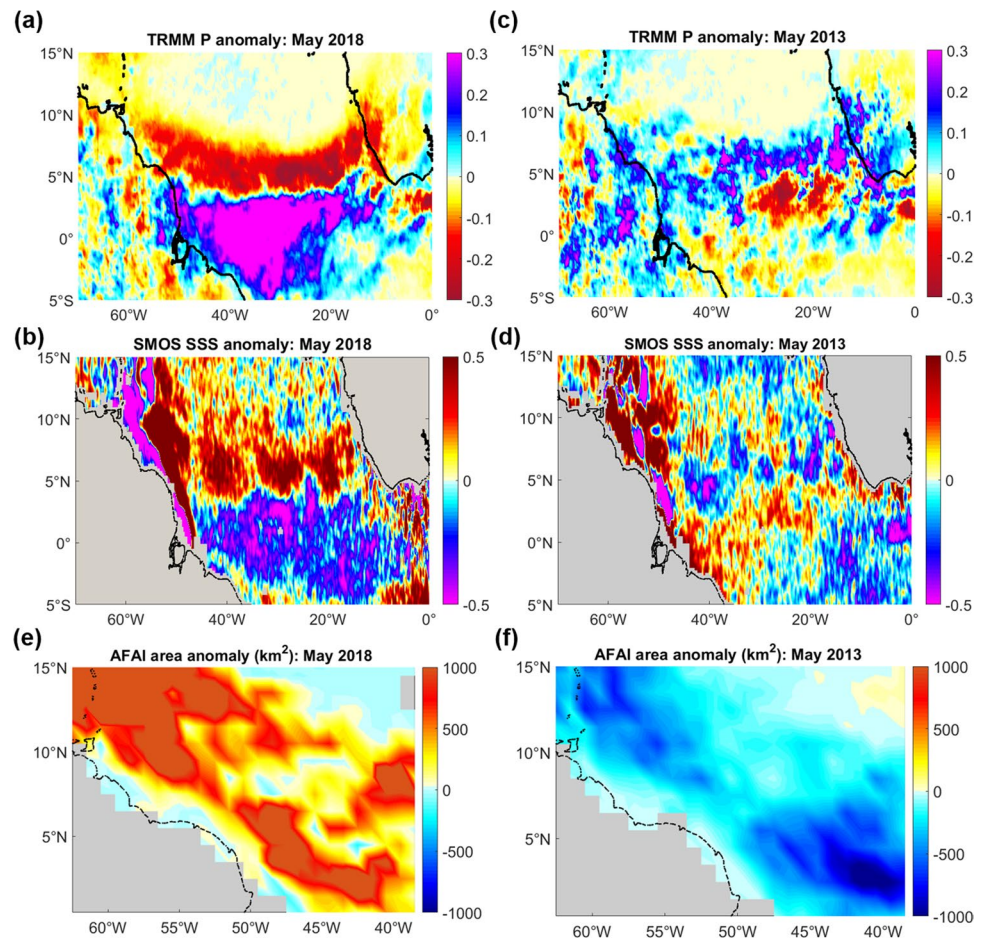 (a)
TRMM P anomaly: May 2018
15°N
10°N
5°N
0°
5°S
60°W 40°W 20°W 0°
0.3
0.2
0.1
0
-0.1
-0.2
-0.3
(c)
TRMM P anomaly: May 2013
15°N
10°N
5°N
0°
5°S
60°W 40°W 20°W 0°
0.3
0.2
0.1
0
-0.1
-0.2
-0.3
(b)
SMOS SSS anomaly: May 2018
15°N
10°N
5°N
0°
5°S
60°W 40°W 20°W 0°
0.5
0
-0.5
(d)
SMOS SSS anomaly: May 2013
15°N
10°N
5°N
0°
5°S
60°W 40°W 20°W 0°
0.5
0
-0.5
(e)
AFAI area anomaly (km²): May 2018
15°N
10°N
5°N
60°W 55°W 50°W 45°W 40°W
1000
500
0
-500
-1000
(f)
AFAI area anomaly (km²): May 2013
15°N
10°N
5°N
60°W 55°W 50°W 45°W 40°W
1000
500
0
-500
-1000